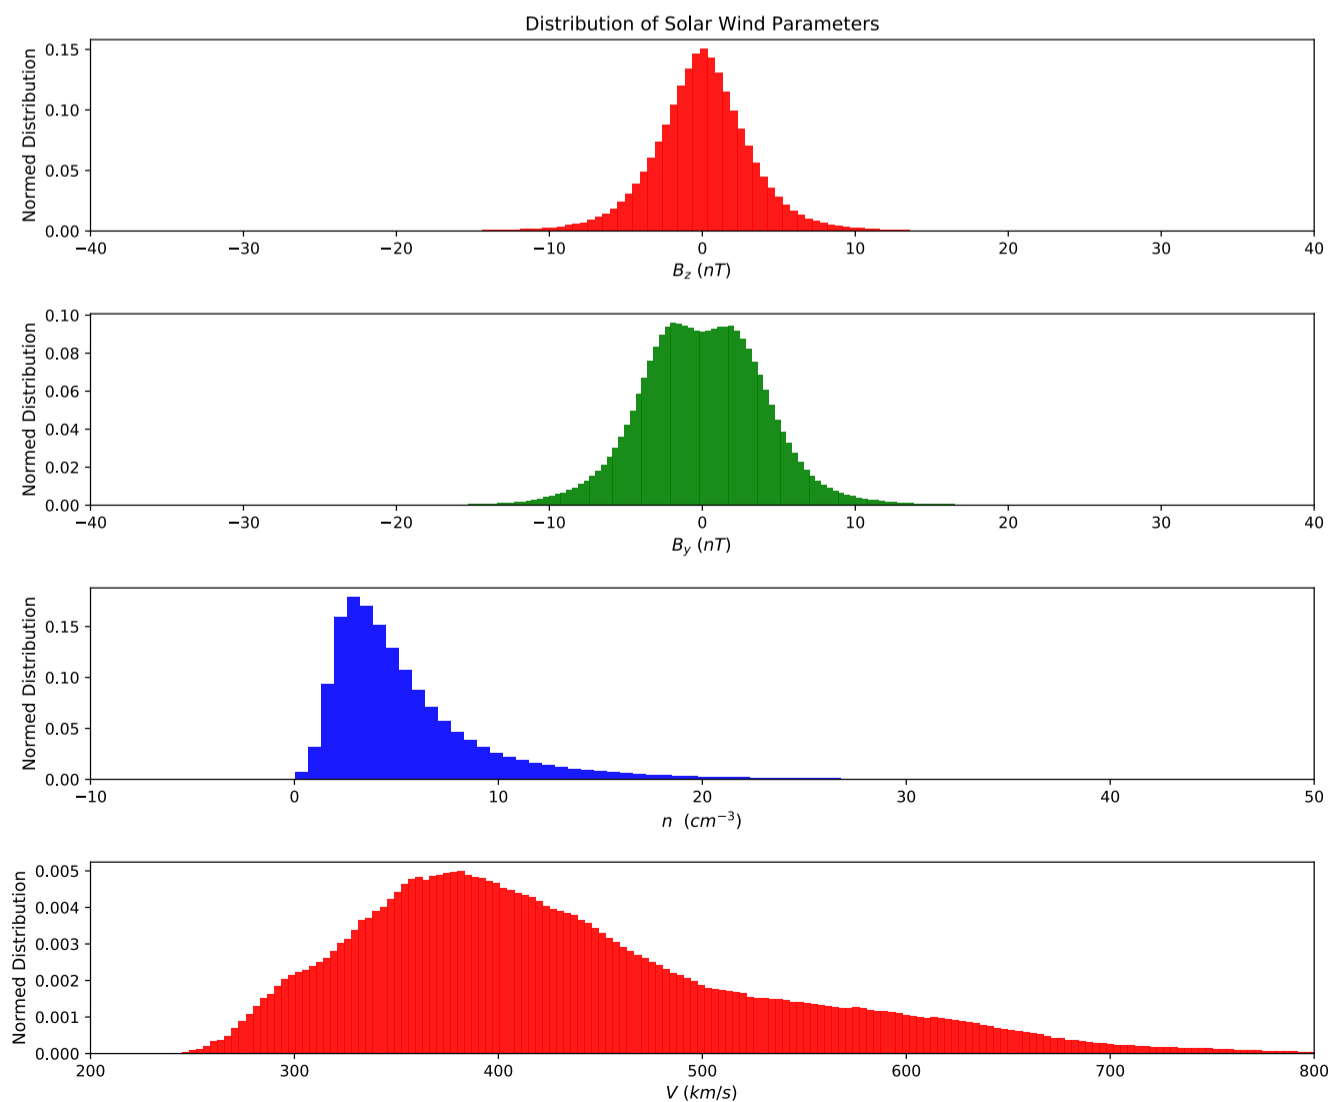 Distribution of Solar Wind Parameters
Normed Distribution
0.15
0.10
0.05
0.00
−40 −30 −20 −10 0 10 20 30 40
B_z (nT)
Normed Distribution
0.10
0.08
0.06
0.04
0.02
0.00
−40 −30 −20 −10 0 10 20 30 40
B_y (nT)
Normed Distribution
0.15
0.10
0.05
0.00
−10 0 10 20 30 40 50
n (cm⁻³)
Normed Distribution
0.005
0.004
0.003
0.002
0.001
0.000
200 300 400 500 600 700 800
V (km/s)